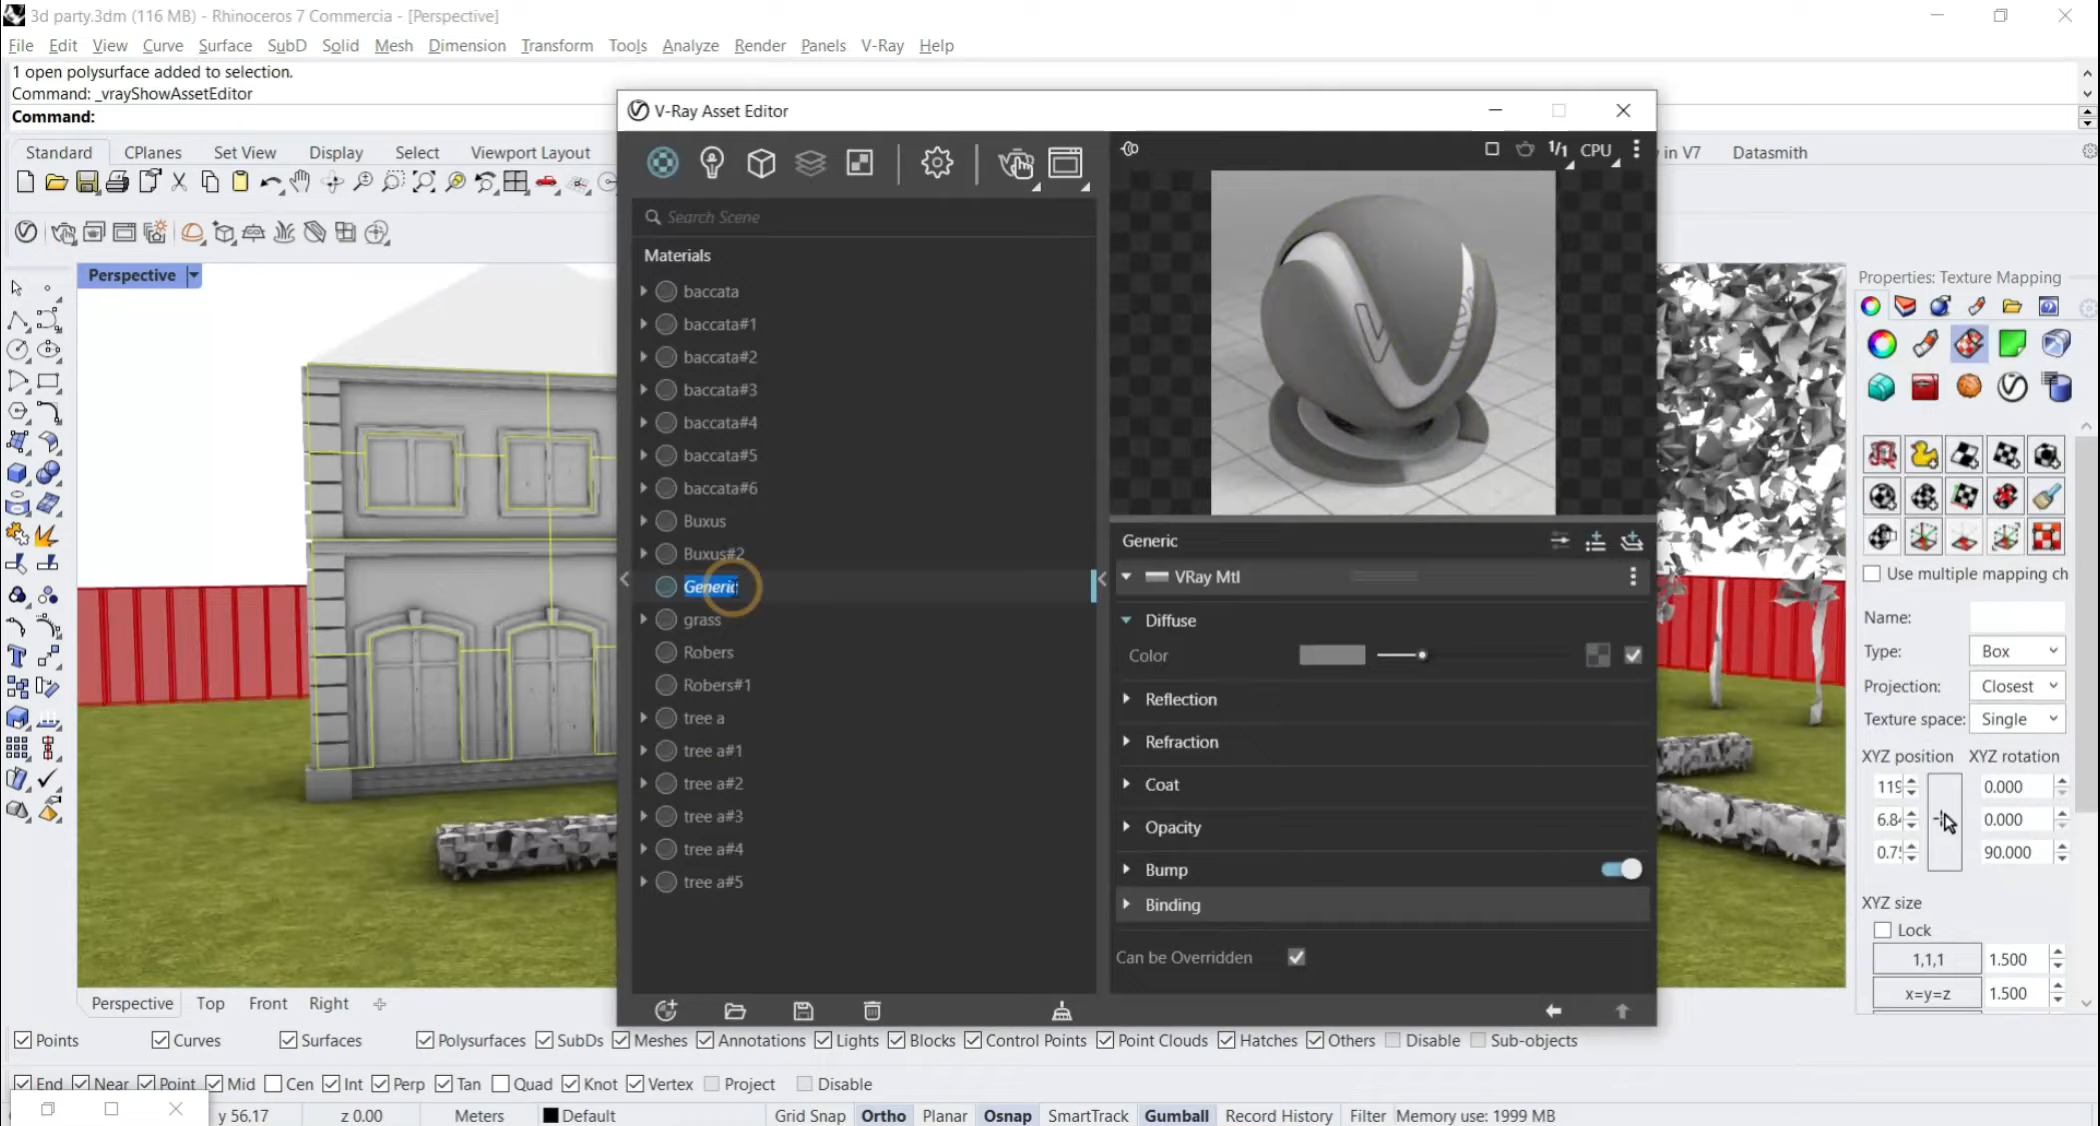 3d party.3dm (116 MB) - Rhinoceros 7 Commercia - [Perspective]
File Edit View Curve Surface SubD Solid Mesh Dimension Transform Tools Analyze Render Panels V-Ray Help
1 open polysurface added to selection.
Command: _vrayShowAssetEditor
Command:
Standard CPlanes Set View Display Select Viewport Layout
in V7 Datasmith
Perspective
V-Ray Asset Editor
1/1 CPU
Search Scene
Materials
baccata
baccata#1
baccata#2
baccata#3
baccata#4
baccata#5
baccata#6
Buxus
Buxus#2
Generic
grass
Robers
Robers#1
tree a
tree a#1
tree a#2
tree a#3
tree a#4
tree a#5
Generic
VRay Mtl
Diffuse
Color
Reflection
Refraction
Coat
Opacity
Bump
Binding
Can be Overridden
Properties: Texture Mapping
Use multiple mapping ch
Name:
Type: Box
Projection: Closest
Texture space: Single
XYZ position XYZ rotation
119 0.000
6.84 0.000
0.7 90.000
XYZ size
Lock
1,1,1 1.500
x=y=z 1.500
Perspective Top Front Right
Points Curves Surfaces Polysurfaces SubDs Meshes Annotations Lights Blocks Control Points Point Clouds Hatches Others Disable Sub-objects
End Near Point Mid Cen Int Perp Tan Quad Knot Vertex Project Disable
y 56.17 z 0.00 Meters Default Grid Snap Ortho Planar Osnap SmartTrack Gumball Record History Filter Memory use: 1999 MB